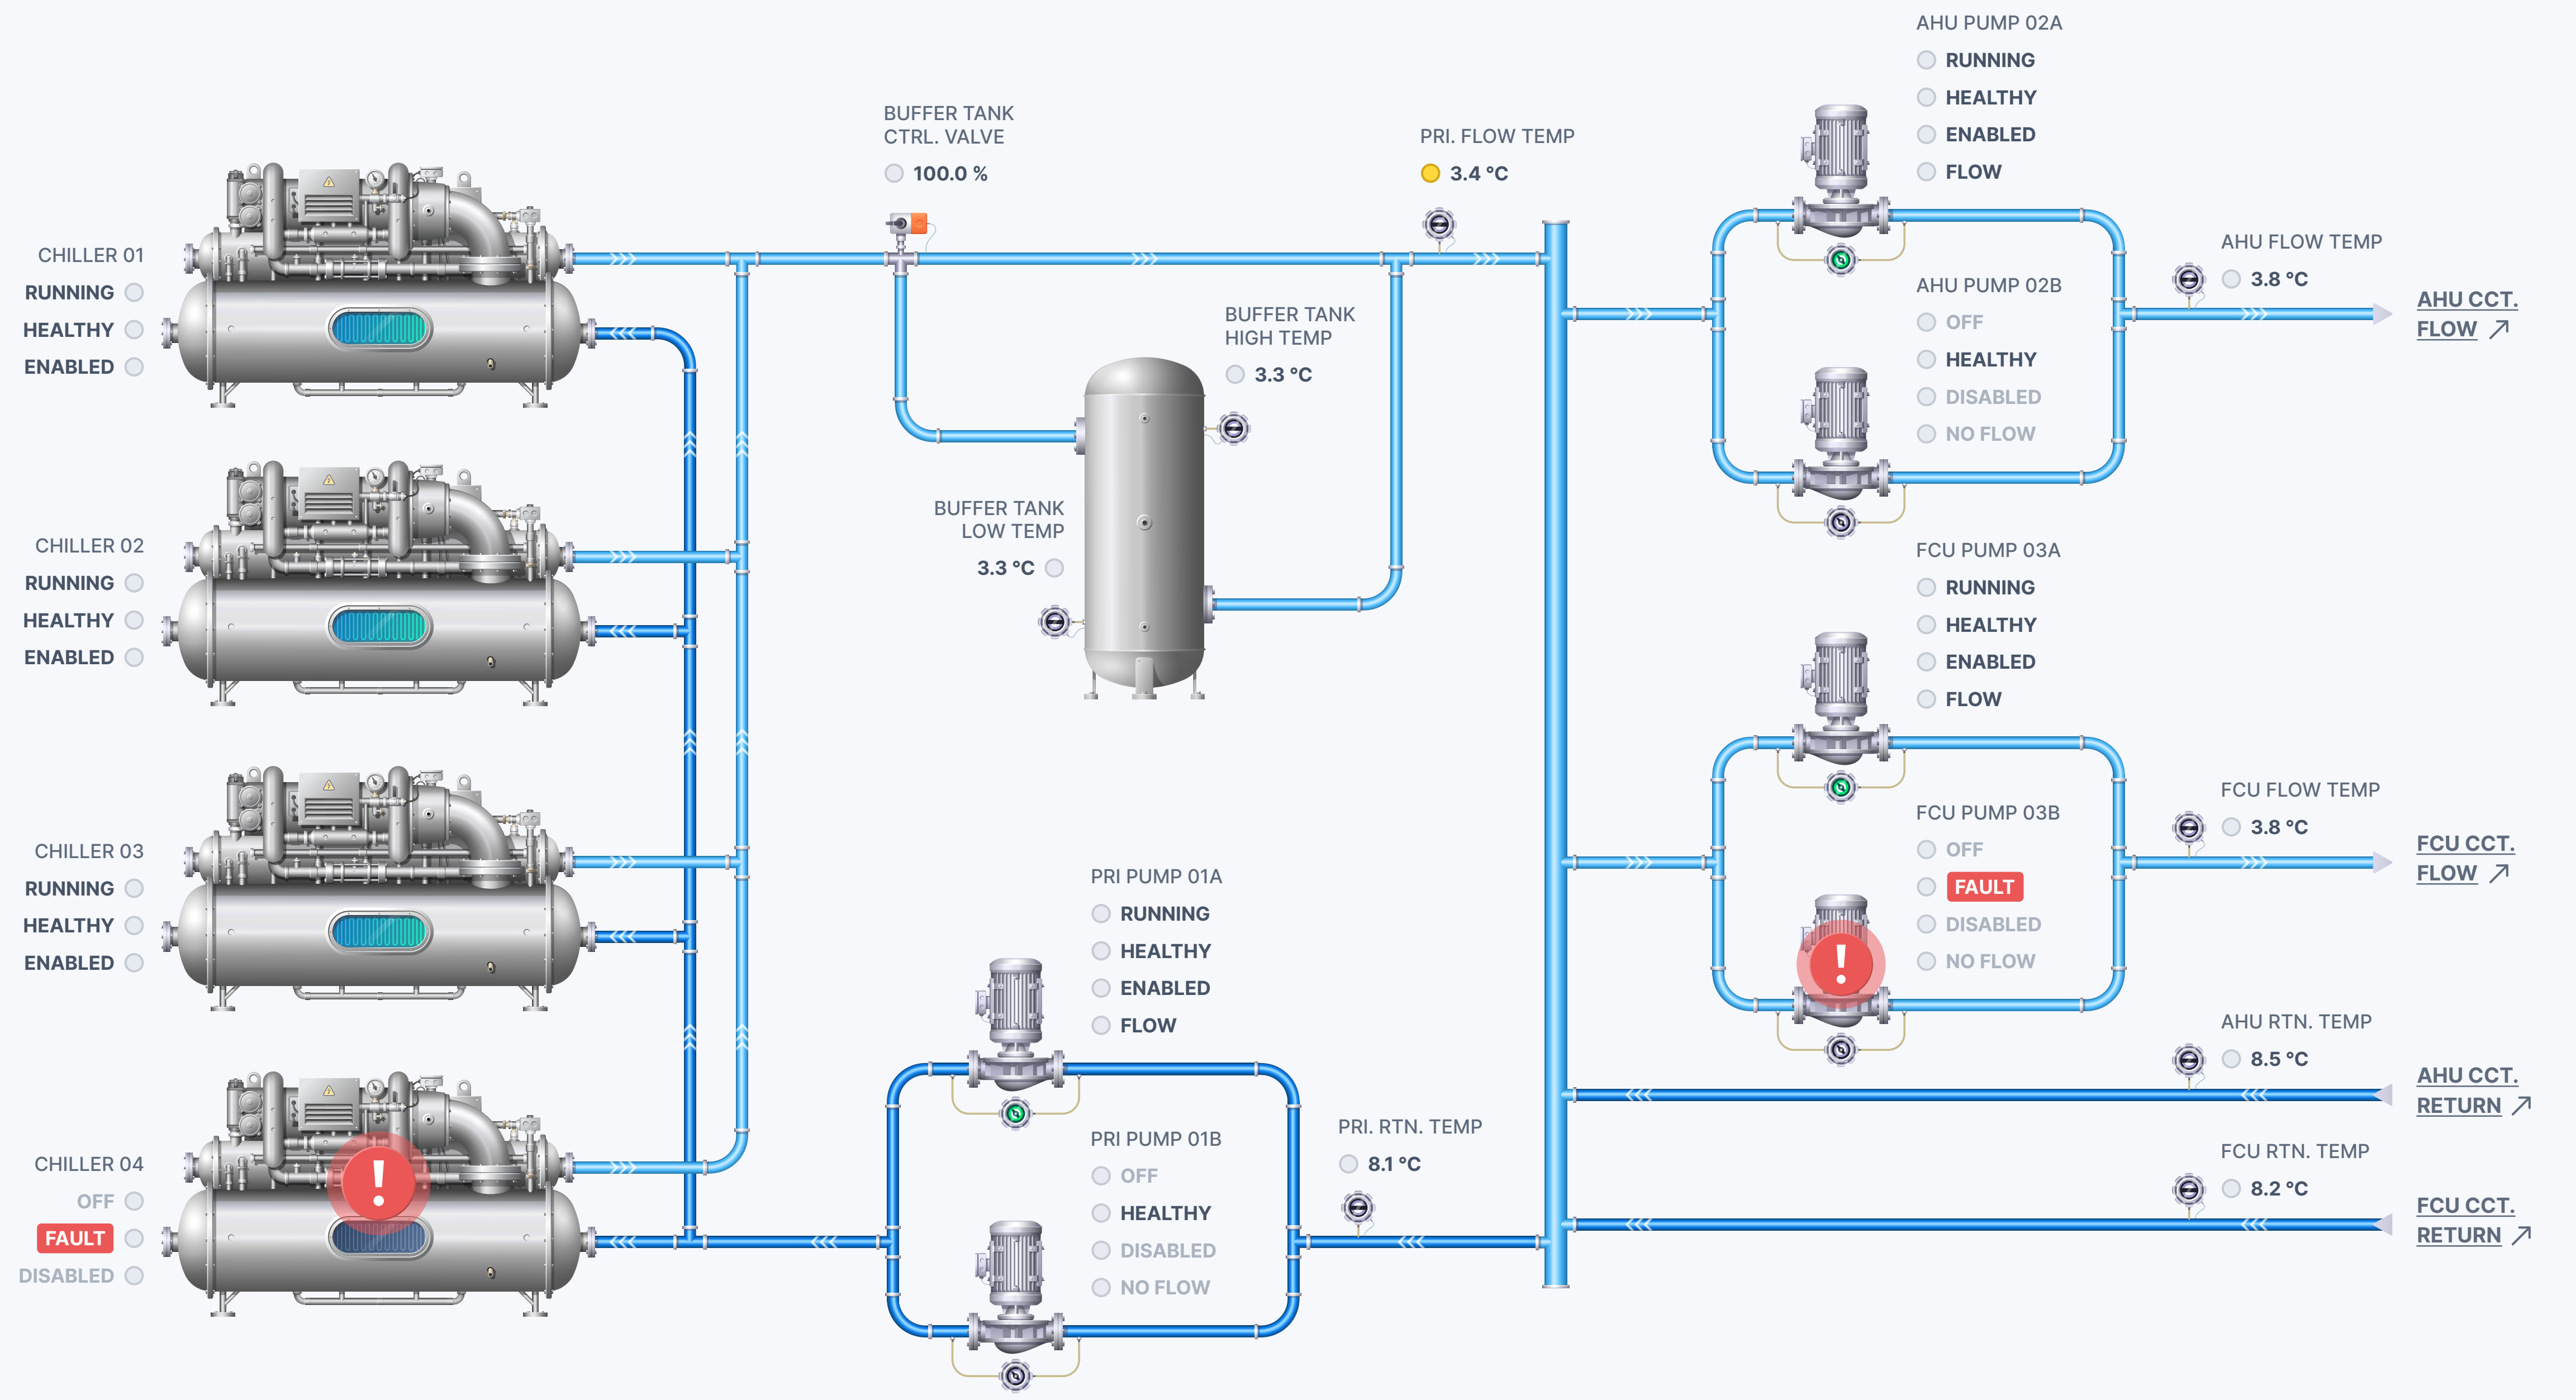 CHILLER 01
RUNNING
HEALTHY
ENABLED
CHILLER 02
RUNNING
HEALTHY
ENABLED
CHILLER 03
RUNNING
HEALTHY
ENABLED
CHILLER 04
OFF
FAULT
DISABLED
BUFFER TANK
CTRL. VALVE
100.0 %
BUFFER TANK
HIGH TEMP
3.3 °C
BUFFER TANK
LOW TEMP
3.3 °C
PRI. FLOW TEMP
3.4 °C
PRI PUMP 01A
RUNNING
HEALTHY
ENABLED
FLOW
PRI PUMP 01B
OFF
HEALTHY
DISABLED
NO FLOW
PRI. RTN. TEMP
8.1 °C
AHU PUMP 02A
RUNNING
HEALTHY
ENABLED
FLOW
AHU PUMP 02B
OFF
HEALTHY
DISABLED
NO FLOW
AHU FLOW TEMP
3.8 °C
AHU CCT.
FLOW
FCU PUMP 03A
RUNNING
HEALTHY
ENABLED
FLOW
FCU PUMP 03B
OFF
FAULT
DISABLED
NO FLOW
FCU FLOW TEMP
3.8 °C
FCU CCT.
FLOW
AHU RTN. TEMP
8.5 °C
AHU CCT.
RETURN
FCU RTN. TEMP
8.2 °C
FCU CCT.
RETURN